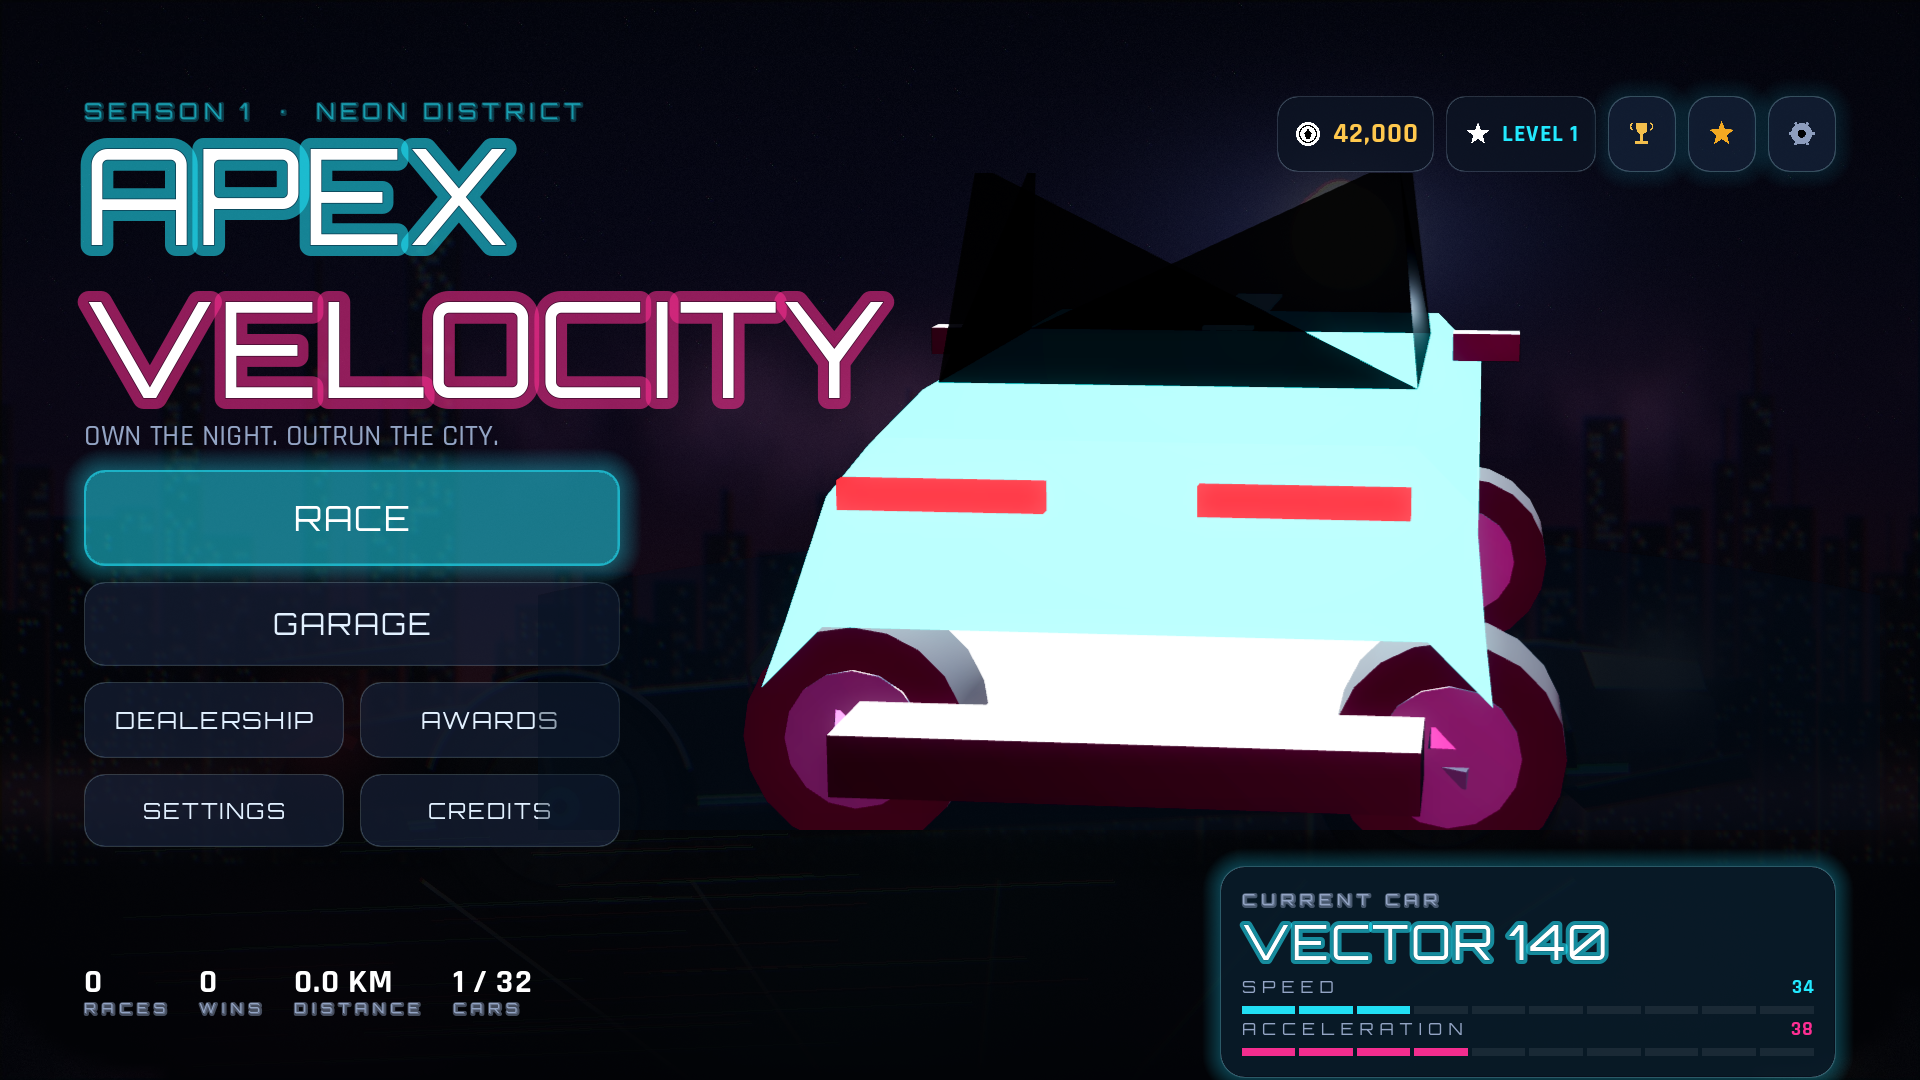 SEASON 1 · NEON DISTRICT
APEX
VELOCITY
OWN THE NIGHT. OUTRUN THE CITY.
42,000
LEVEL 1
RACE
GARAGE
DEALERSHIP
AWARDS
SETTINGS
CREDITS
0
RACES
0
WINS
0.0 KM
DISTANCE
1 / 32
CARS
CURRENT CAR
VECTOR 140
SPEED 34
ACCELERATION 38